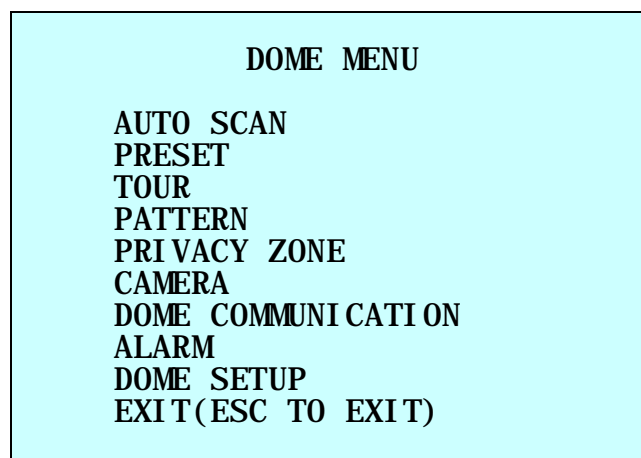 DOME MENU
AUTO SCAN
PRESET
TOUR
PATTERN
PRIVACY ZONE
CAMERA
DOME COMMUNICATION
ALARM
DOME SETUP
EXIT(ESC TO EXIT)